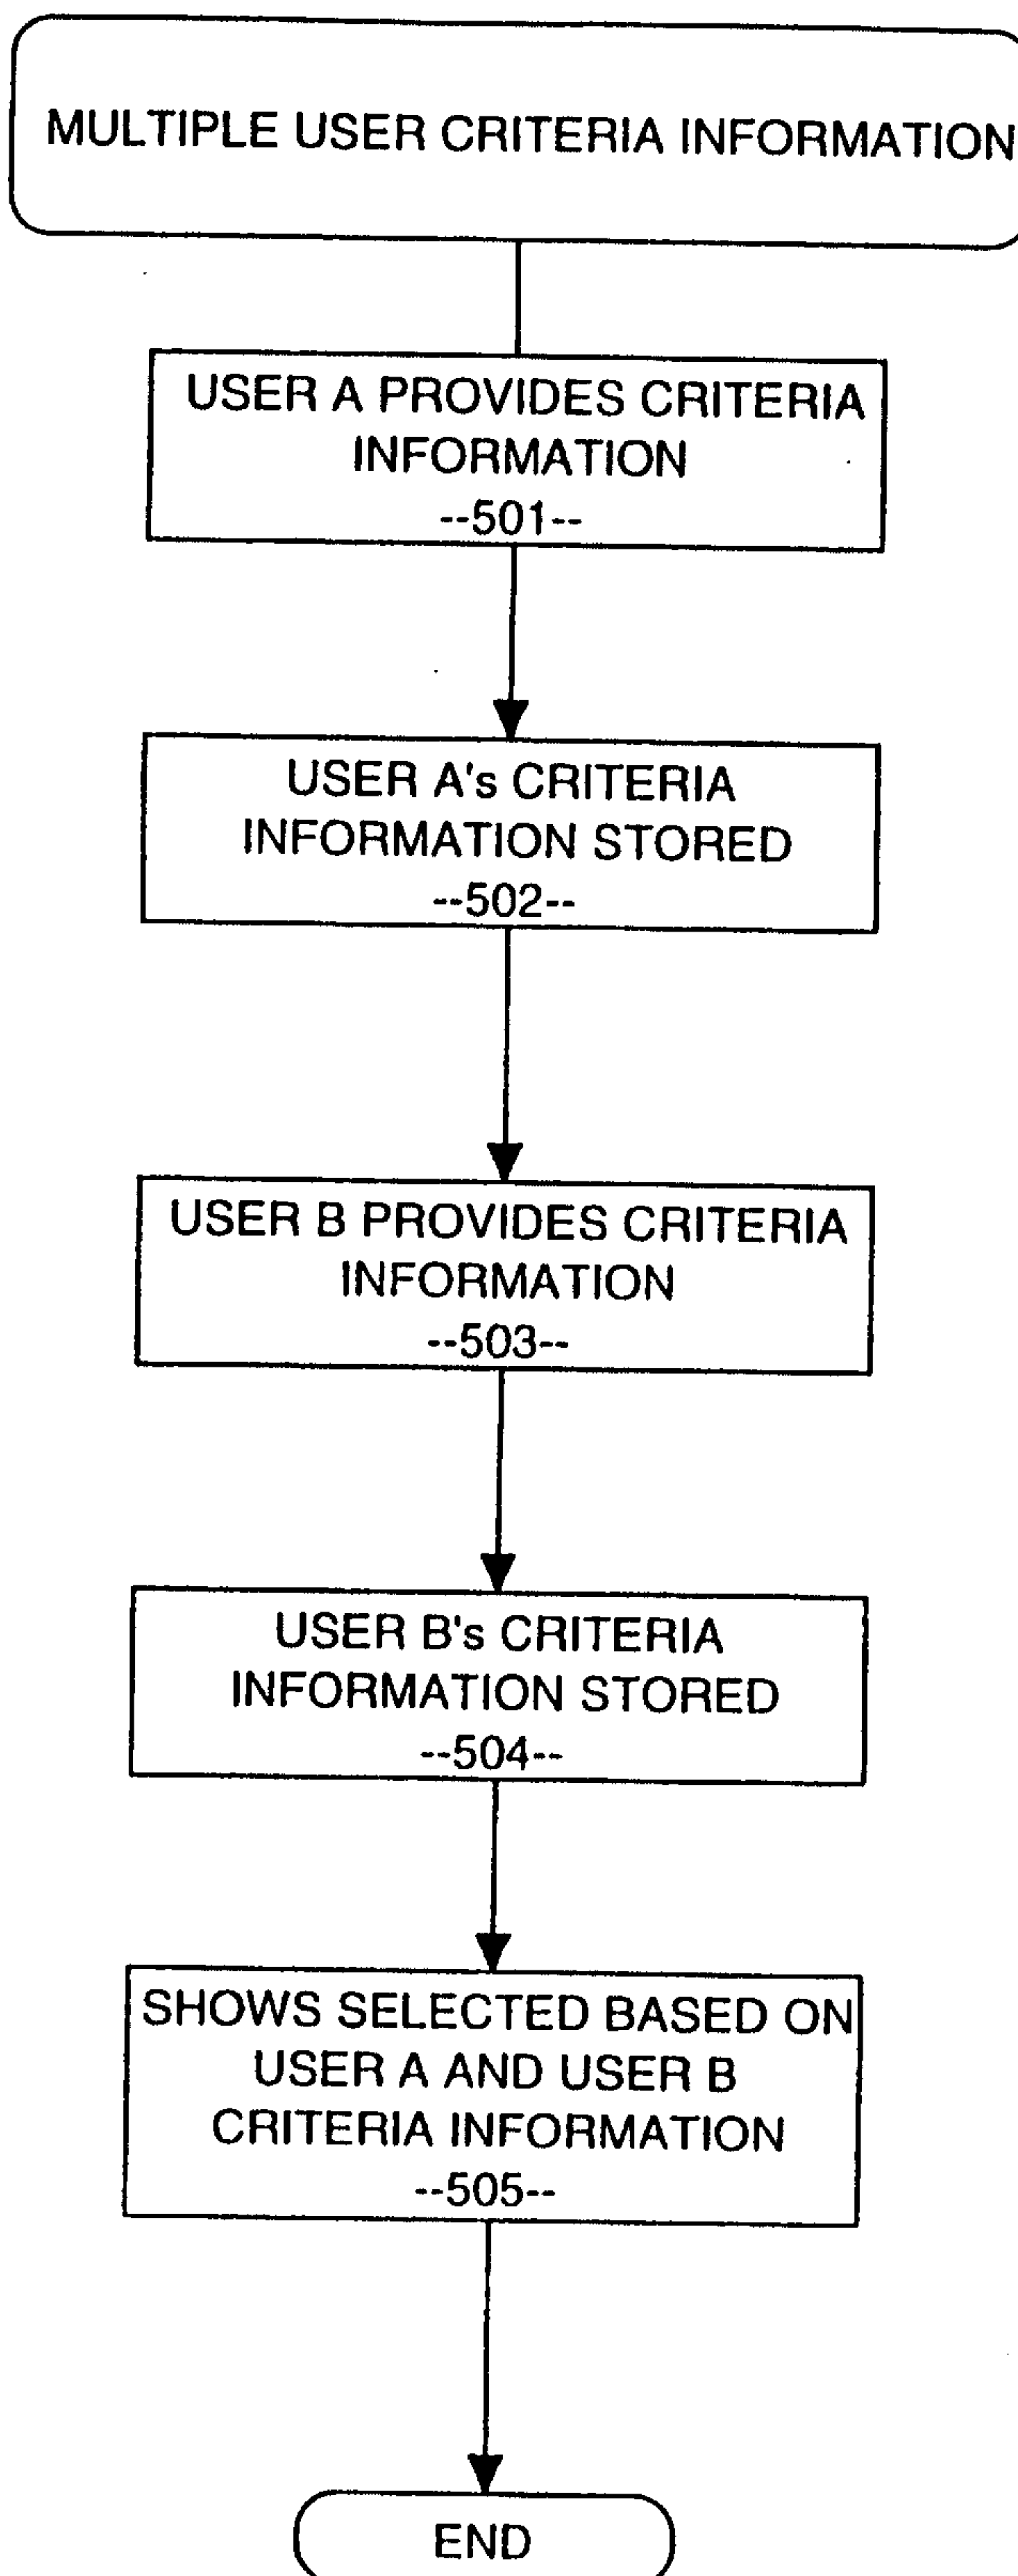 MULTIPLE USER CRITERIA INFORMATION
USER A PROVIDES CRITERIA
INFORMATION
--501--
USER A's CRITERIA
INFORMATION STORED
--502--
USER B PROVIDES CRITERIA
INFORMATION
--503--
USER B's CRITERIA
INFORMATION STORED
--504--
SHOWS SELECTED BASED ON
USER A AND USER B
CRITERIA INFORMATION
--505--
END